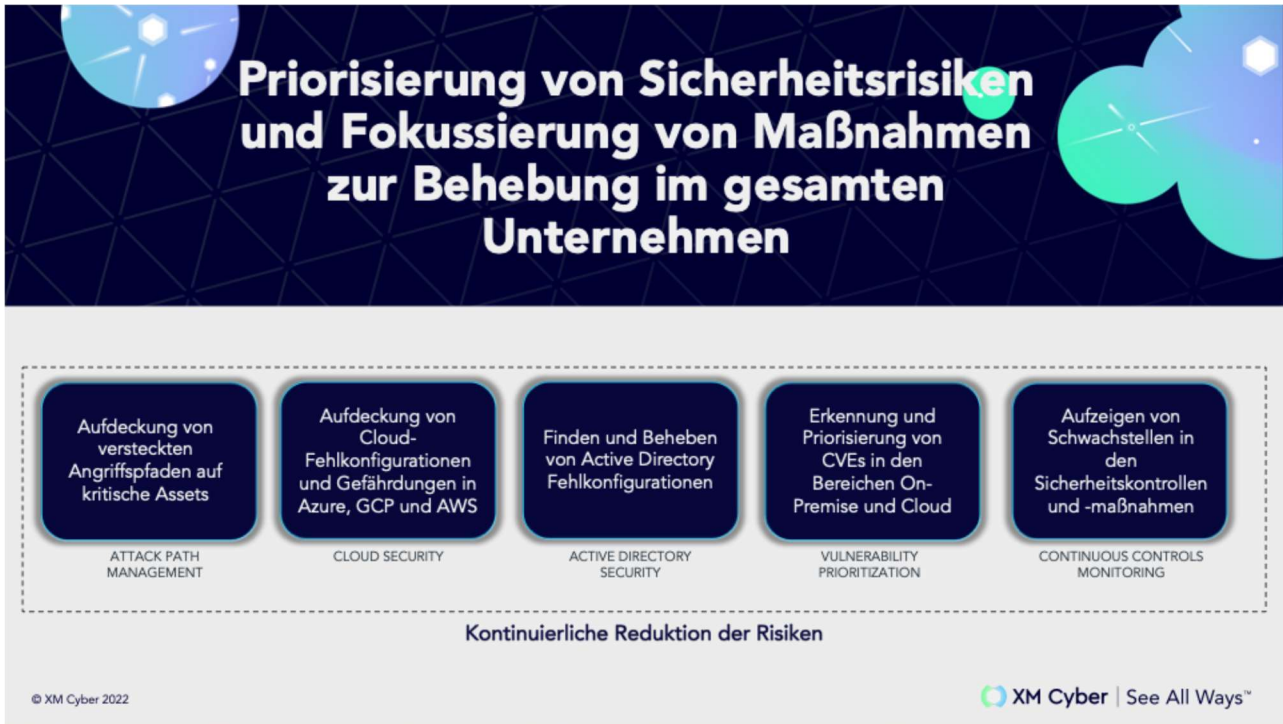 Priorisierung von Sicherheitsrisiken
und Fokussierung von Maßnahmen
zur Behebung im gesamten
Unternehmen
Aufdeckung von
versteckten
Angriffspfaden auf
kritische Assets
ATTACK PATH
MANAGEMENT
Aufdeckung von
Cloud-
Fehlkonfigurationen
und Gefährdungen in
Azure, GCP und AWS
CLOUD SECURITY
Finden und Beheben
von Active Directory
Fehlkonfigurationen
ACTIVE DIRECTORY
SECURITY
Erkennung und
Priorisierung von
CVEs in den
Bereichen On-
Premise und Cloud
VULNERABILITY
PRIORITIZATION
Aufzeigen von
Schwachstellen in
den
Sicherheitskontrollen
und -maßnahmen
CONTINUOUS CONTROLS
MONITORING
Kontinuierliche Reduktion der Risiken
© XM Cyber 2022
XM Cyber | See All Ways™